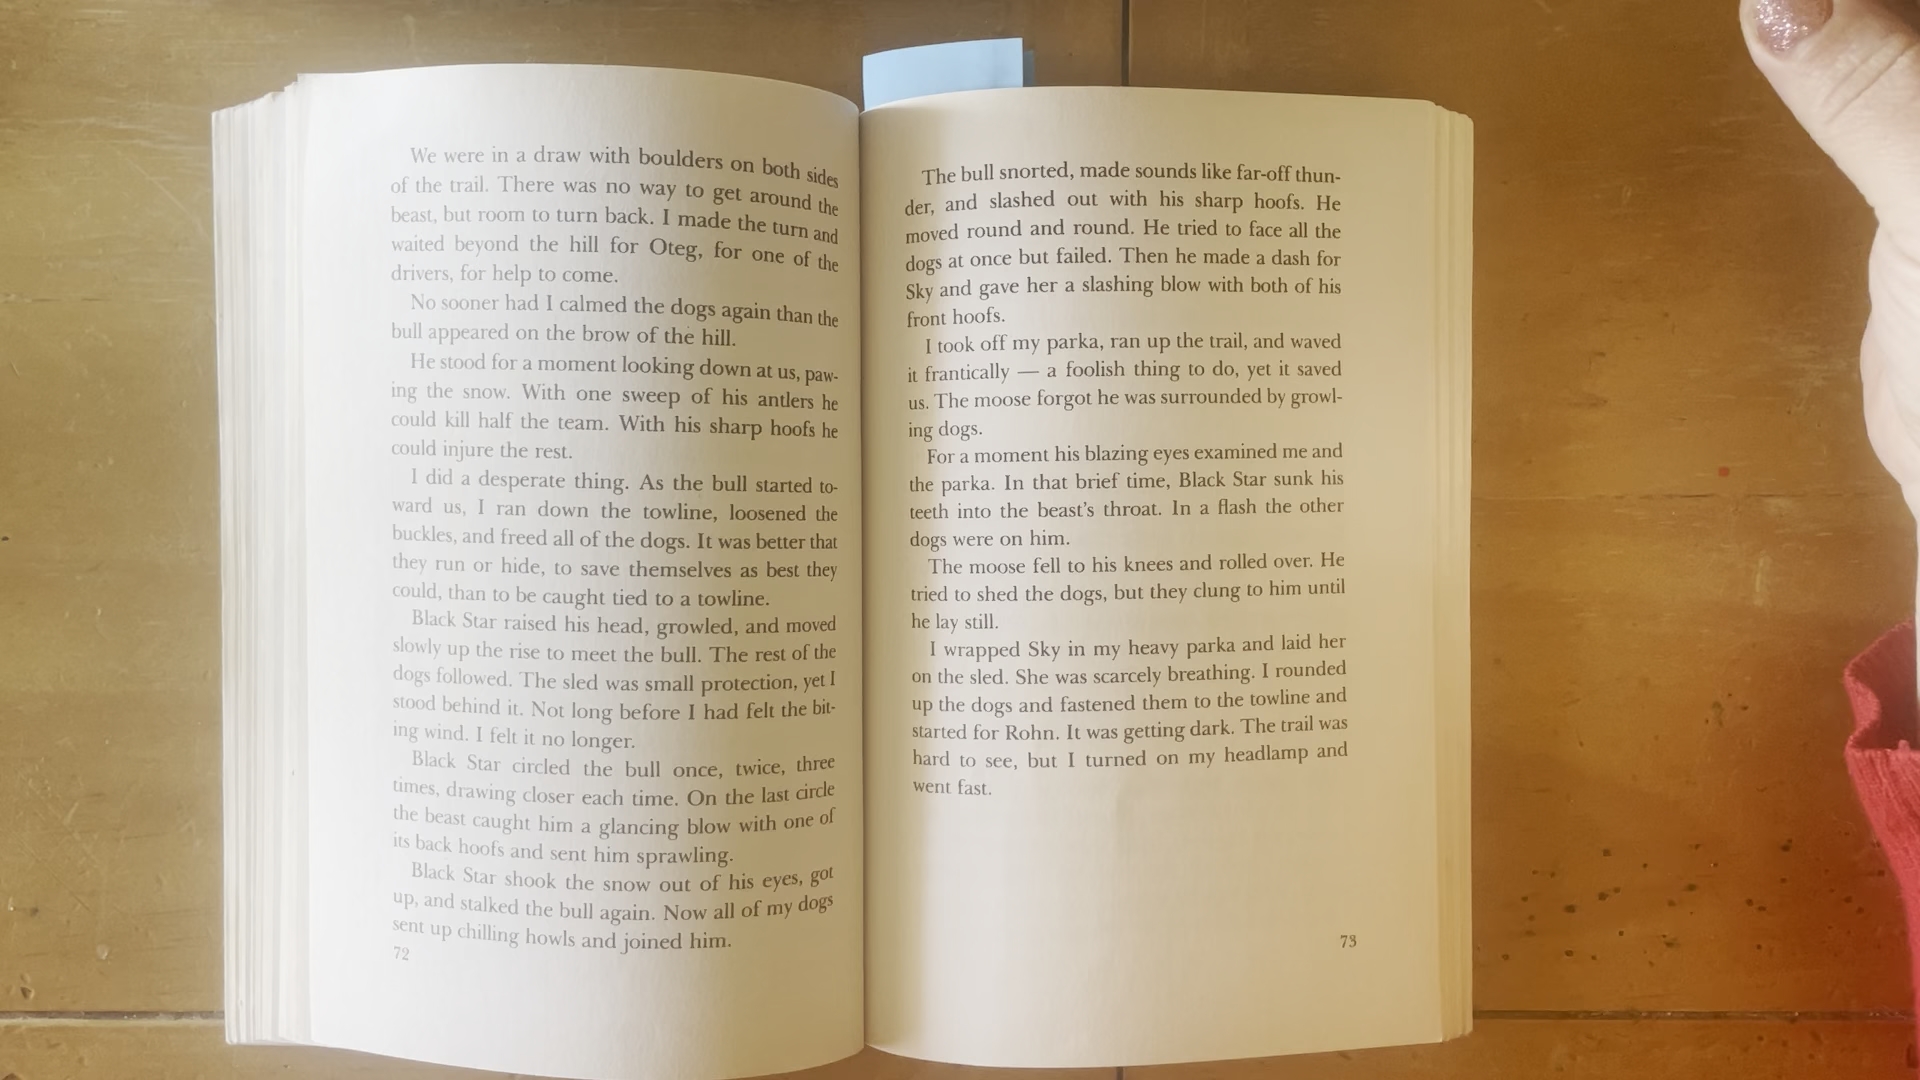 We were in a draw with boulders on both sides
of the trail. There was no way to get around the
beast, but room to turn back. I made the turn and
waited beyond the hill for Oteg, for one of the
drivers, for help to come.
No sooner had I calmed the dogs again than the
bull appeared on the brow of the hill.
He stood for a moment looking down at us, paw-
ing the snow. With one sweep of his antlers he
could kill half the team. With his sharp hoofs he
could injure the rest.
I did a desperate thing. As the bull started to-
ward us, I ran down the towline, loosened the
buckles, and freed all of the dogs. It was better that
they run or hide, to save themselves as best they
could, than to be caught tied to a towline.
Black Star raised his head, growled, and moved
slowly up the rise to meet the bull. The rest of the
dogs followed. The sled was small protection, yet I
stood behind it. Not long before I had felt the bit-
ing wind. I felt it no longer.
Black Star circled the bull once, twice, three
times, drawing closer each time. On the last circle
the beast caught him a glancing blow with one of
its back hoofs and sent him sprawling.
Black Star shook the snow out of his eyes, got
up, and stalked the bull again. Now all of my dogs
sent up chilling howls and joined him.
72
The bull snorted, made sounds like far-off thun-
der, and slashed out with his sharp hoofs. He
moved round and round. He tried to face all the
dogs at once but failed. Then he made a dash for
Sky and gave her a slashing blow with both of his
front hoofs.
I took off my parka, ran up the trail, and waved
it frantically — a foolish thing to do, yet it saved
us. The moose forgot he was surrounded by growl-
ing dogs.
For a moment his blazing eyes examined me and
the parka. In that brief time, Black Star sunk his
teeth into the beast's throat. In a flash the other
dogs were on him.
The moose fell to his knees and rolled over. He
tried to shed the dogs, but they clung to him until
he lay still.
I wrapped Sky in my heavy parka and laid her
on the sled. She was scarcely breathing. I rounded
up the dogs and fastened them to the towline and
started for Rohn. It was getting dark. The trail was
hard to see, but I turned on my headlamp and
went fast.
73